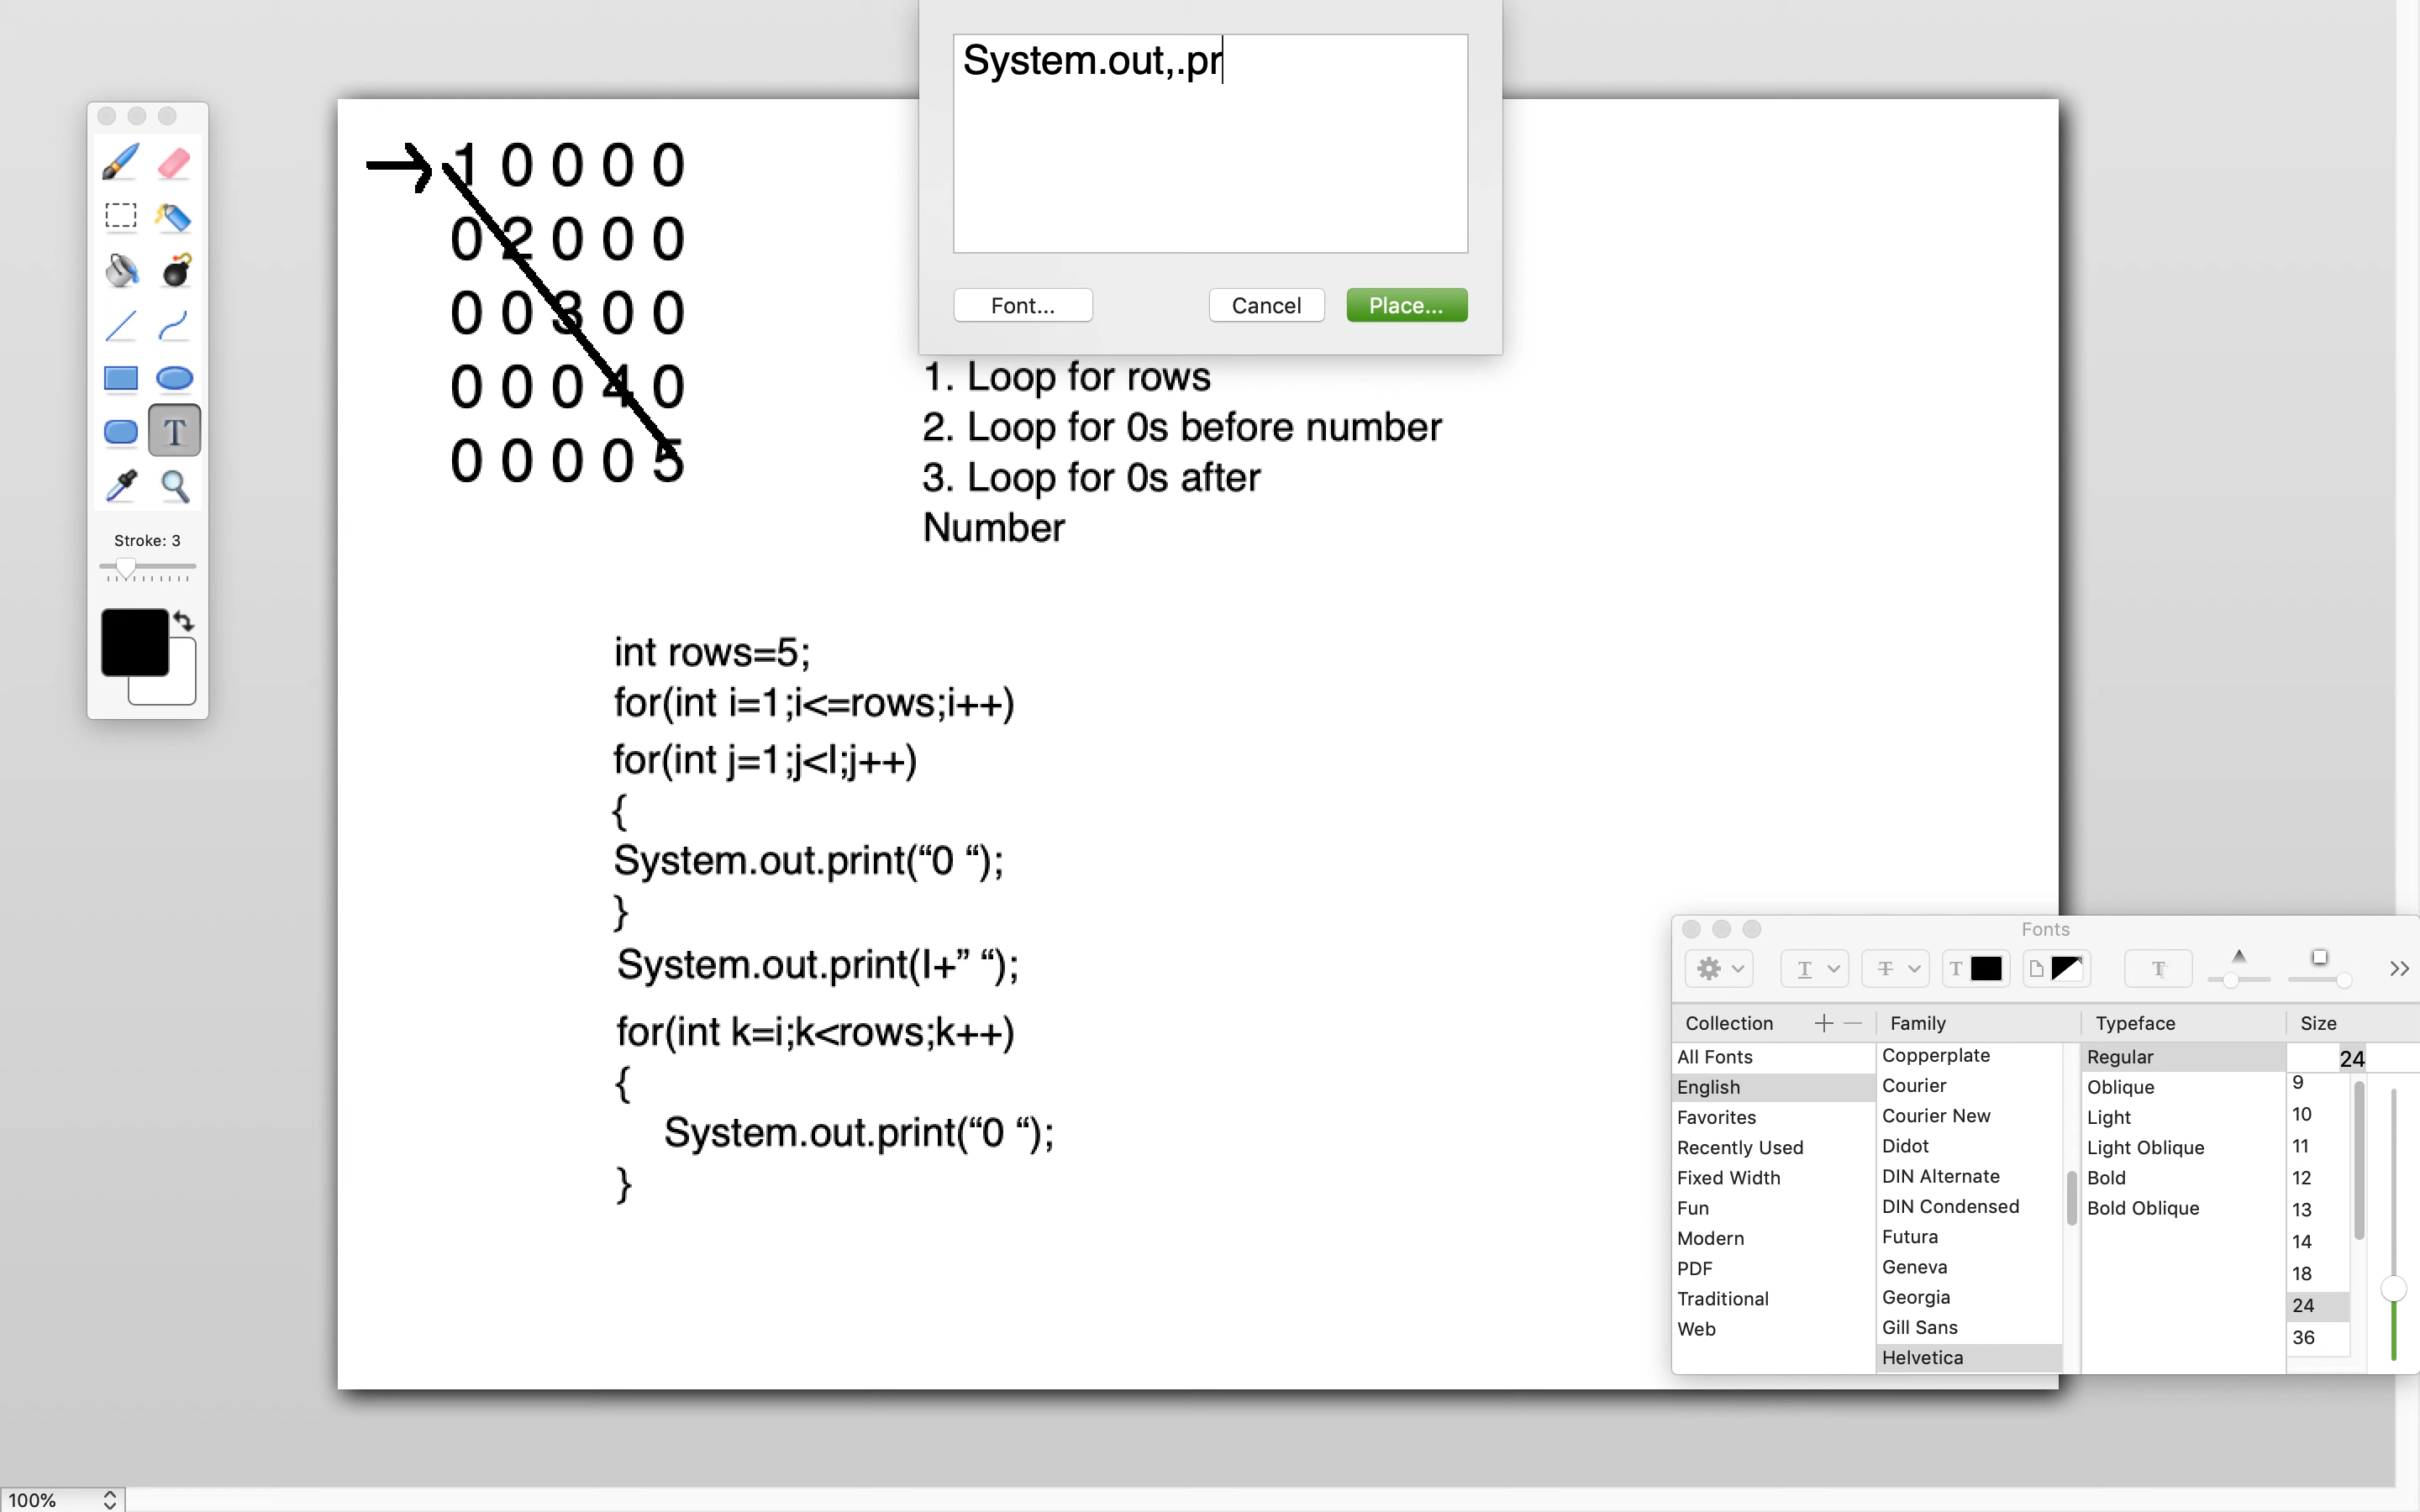 System.out,.pr
Font...
Cancel
Place...
1 0 0 0 0
0 2 0 0 0
0 0 3 0 0
0 0 0 4 0
0 0 0 0 5
1. Loop for rows
2. Loop for 0s before number
3. Loop for 0s after
Number
T
Stroke: 3
int rows=5;
for(int i=1;i<=rows;i++)
for(int j=1;j<I;j++)
{
System.out.print(“0 “);
}
System.out.print(I+” “);
for(int k=i;k<rows;k++)
{
System.out.print(“0 “);
}
Fonts
T
T
T
T
Collection
Family
Typeface
Size
All Fonts
English
Favorites
Recently Used
Fixed Width
Fun
Modern
PDF
Traditional
Web
Copperplate
Courier
Courier New
Didot
DIN Alternate
DIN Condensed
Futura
Geneva
Georgia
Gill Sans
Helvetica
Regular
Oblique
Light
Light Oblique
Bold
Bold Oblique
24
9
10
11
12
13
14
18
24
36
100%